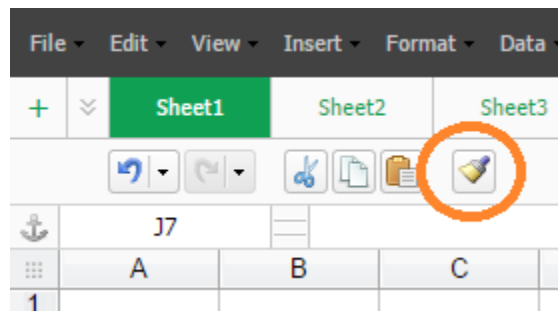 File Edit View Insert Format Data
+ Sheet1 Sheet2 Sheet3
J7
A B C
1